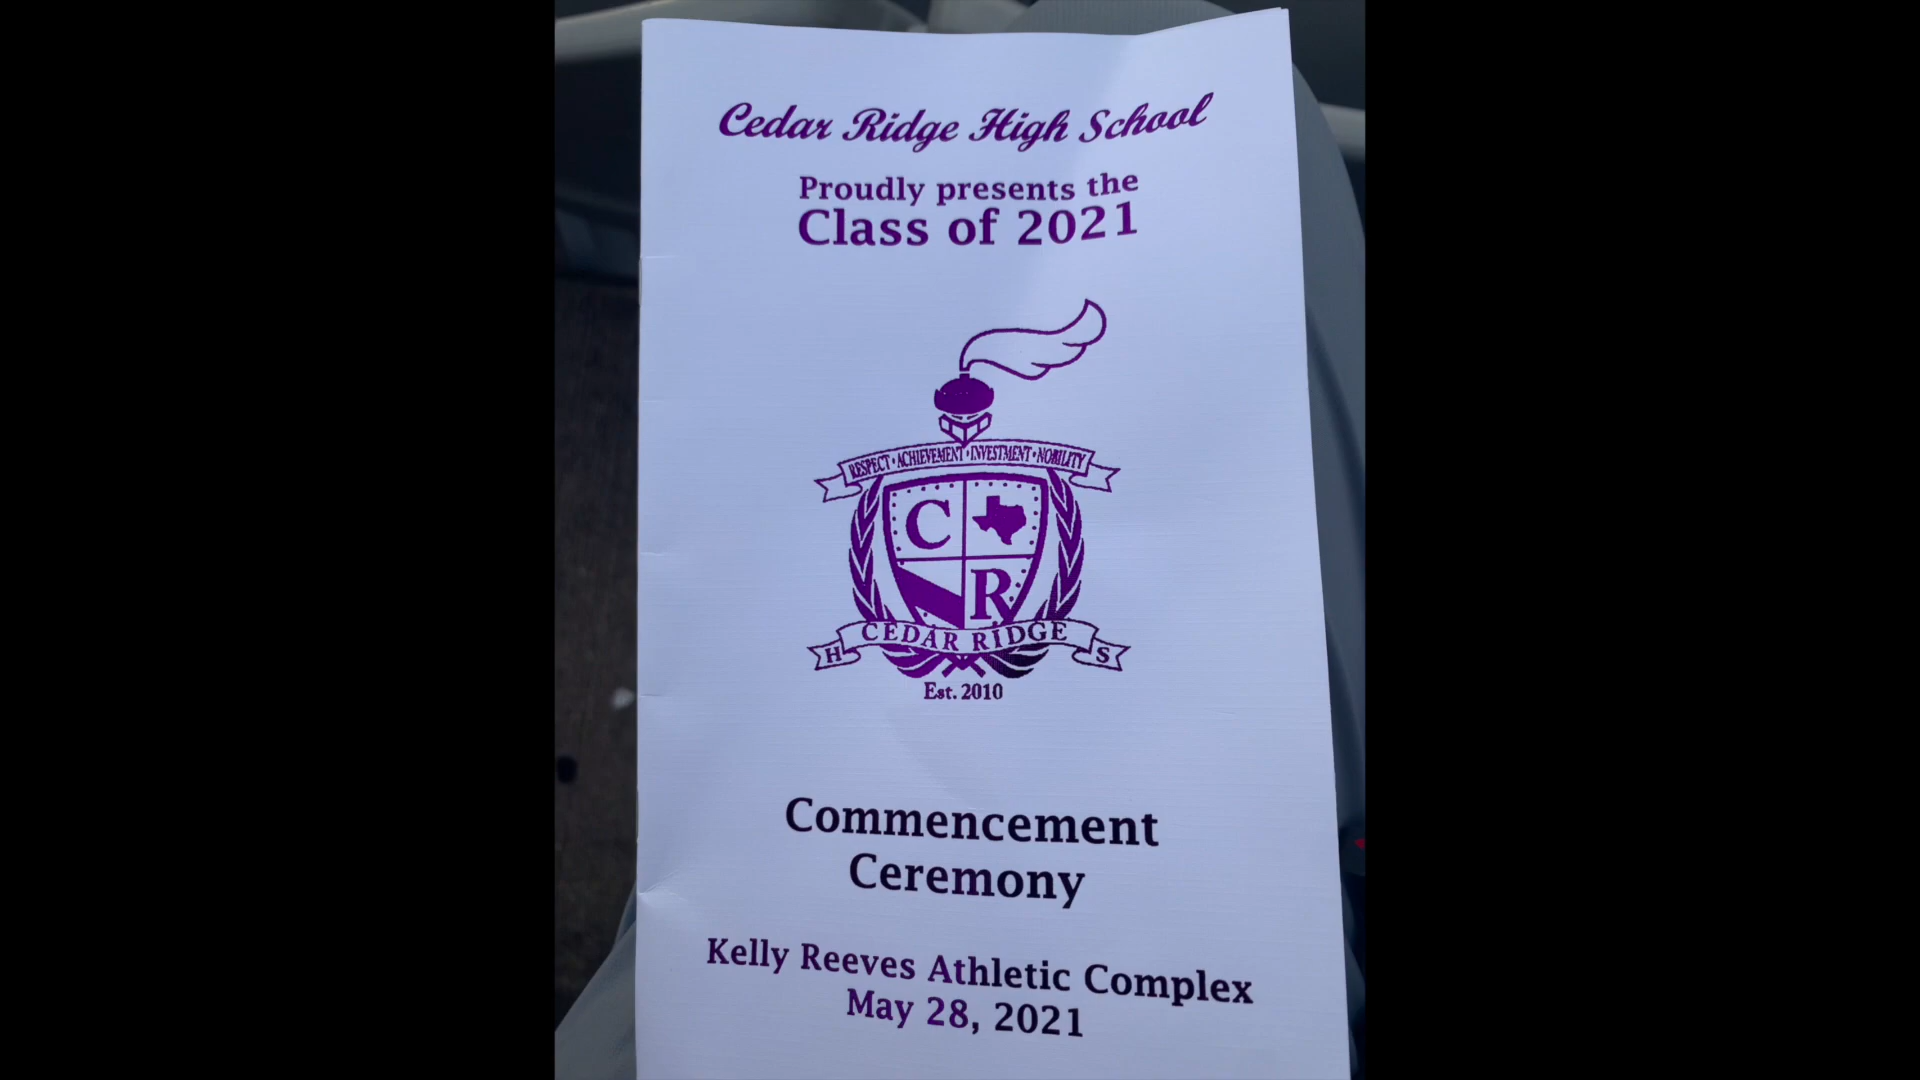 Cedar Ridge High School
Proudly presents the
Class of 2021
RESPECT • ACHIEVEMENT • INVESTMENT • NOBILITY
C
R
CEDAR RIDGE
H S
Est. 2010
Commencement
Ceremony
Kelly Reeves Athletic Complex
May 28, 2021